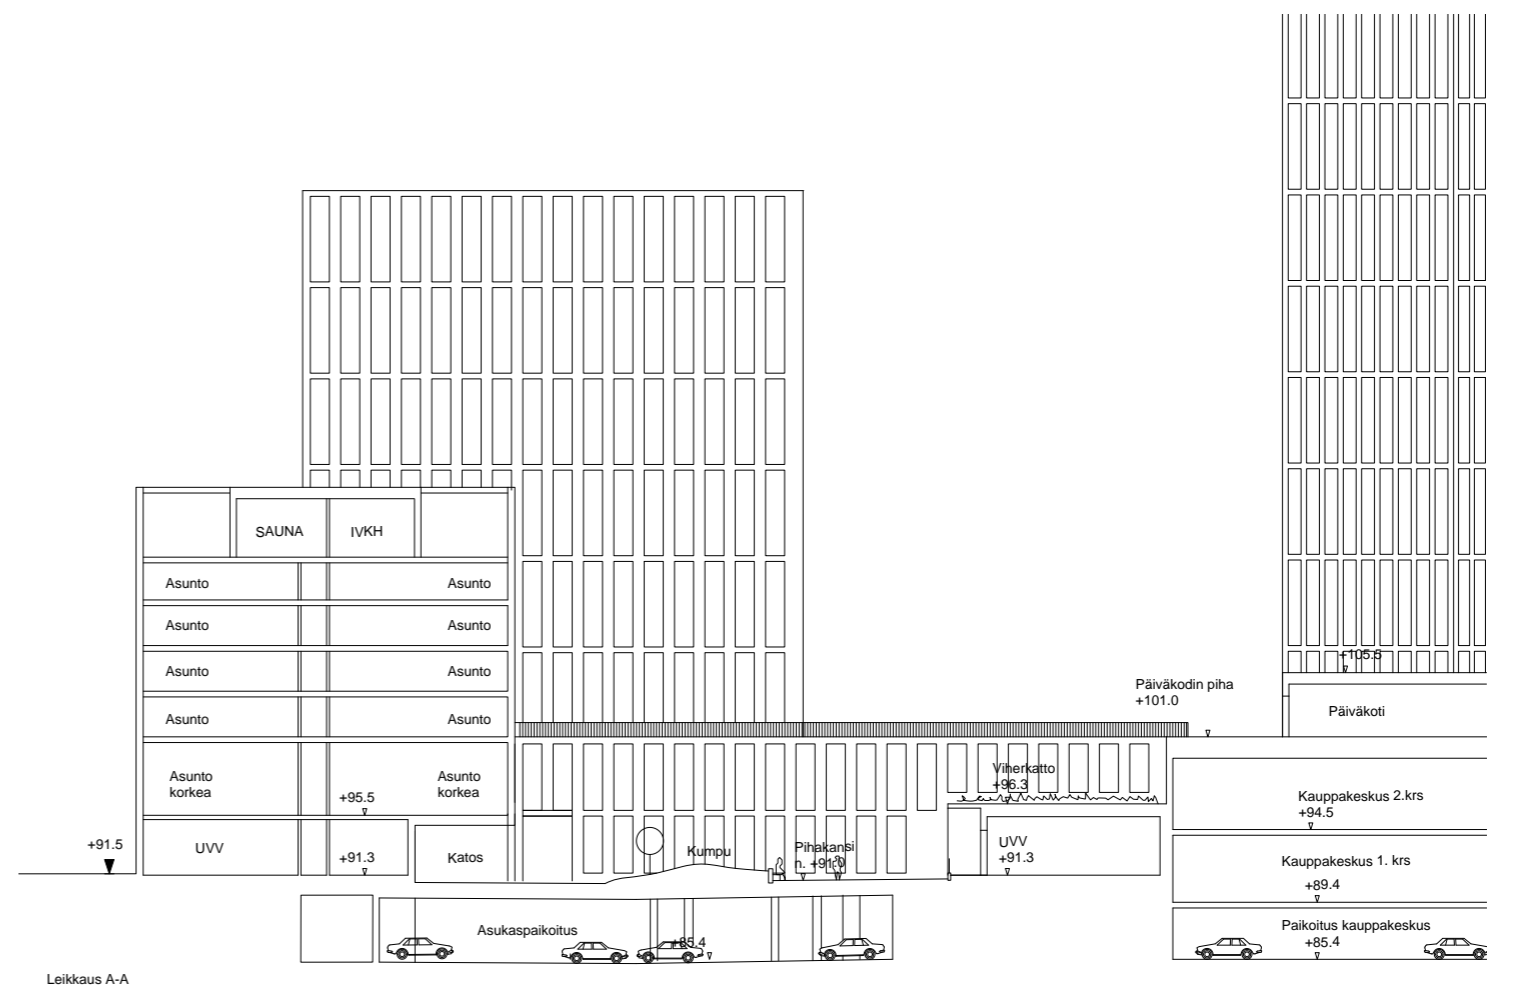 +105.5
Päiväkodin piha
+101.0
Päiväkoti
SAUNA IVKH
Asunto Asunto
Asunto Asunto
Asunto Asunto
Asunto Asunto
Asunto
korkea
Asunto
korkea
+95.5
Viherkatto
+96.3
Kauppakeskus 2.krs
+94.5
+91.5
UVV
+91.3
Katos
Kumpu
Pihakansi
n. +91.0
UVV
+91.3
Kauppakeskus 1. krs
+89.4
Asukaspaikoitus
+85.4
Paikoitus kauppakeskus
+85.4
Leikkaus A-A